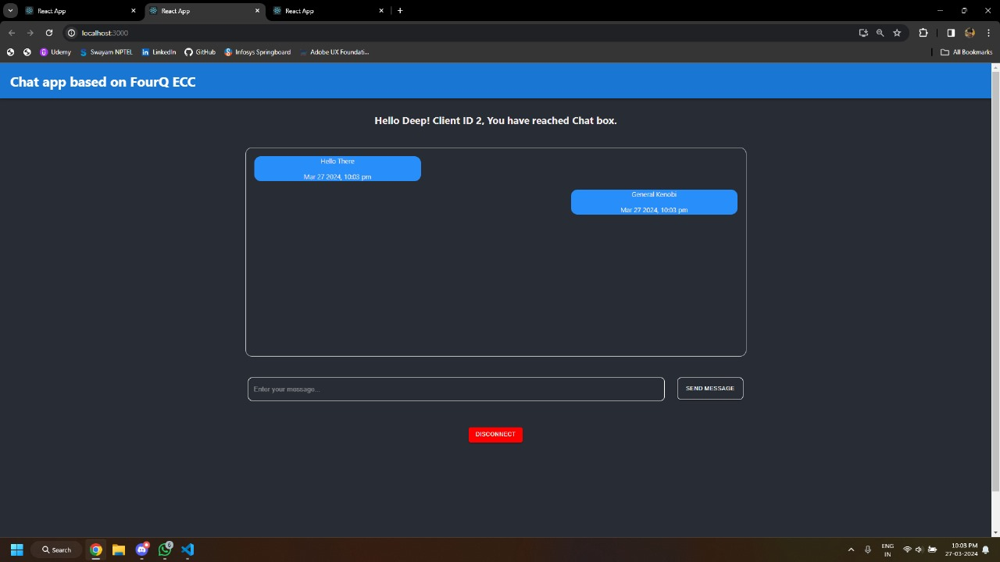 React App
React App
React App
localhost:3000
Udemy
Swayam NPTEL
LinkedIn
GitHub
Infosys Springboard
Adobe UX Foundati...
All Bookmarks
Chat app based on FourQ ECC
Hello Deep! Client ID 2, You have reached Chat box.
Hello There
Mar 27 2024, 10:03 pm
General Kenobi
Mar 27 2024, 10:03 pm
Enter your message...
SEND MESSAGE
DISCONNECT
Search
6
ENG
IN
10:03 PM
27-03-2024